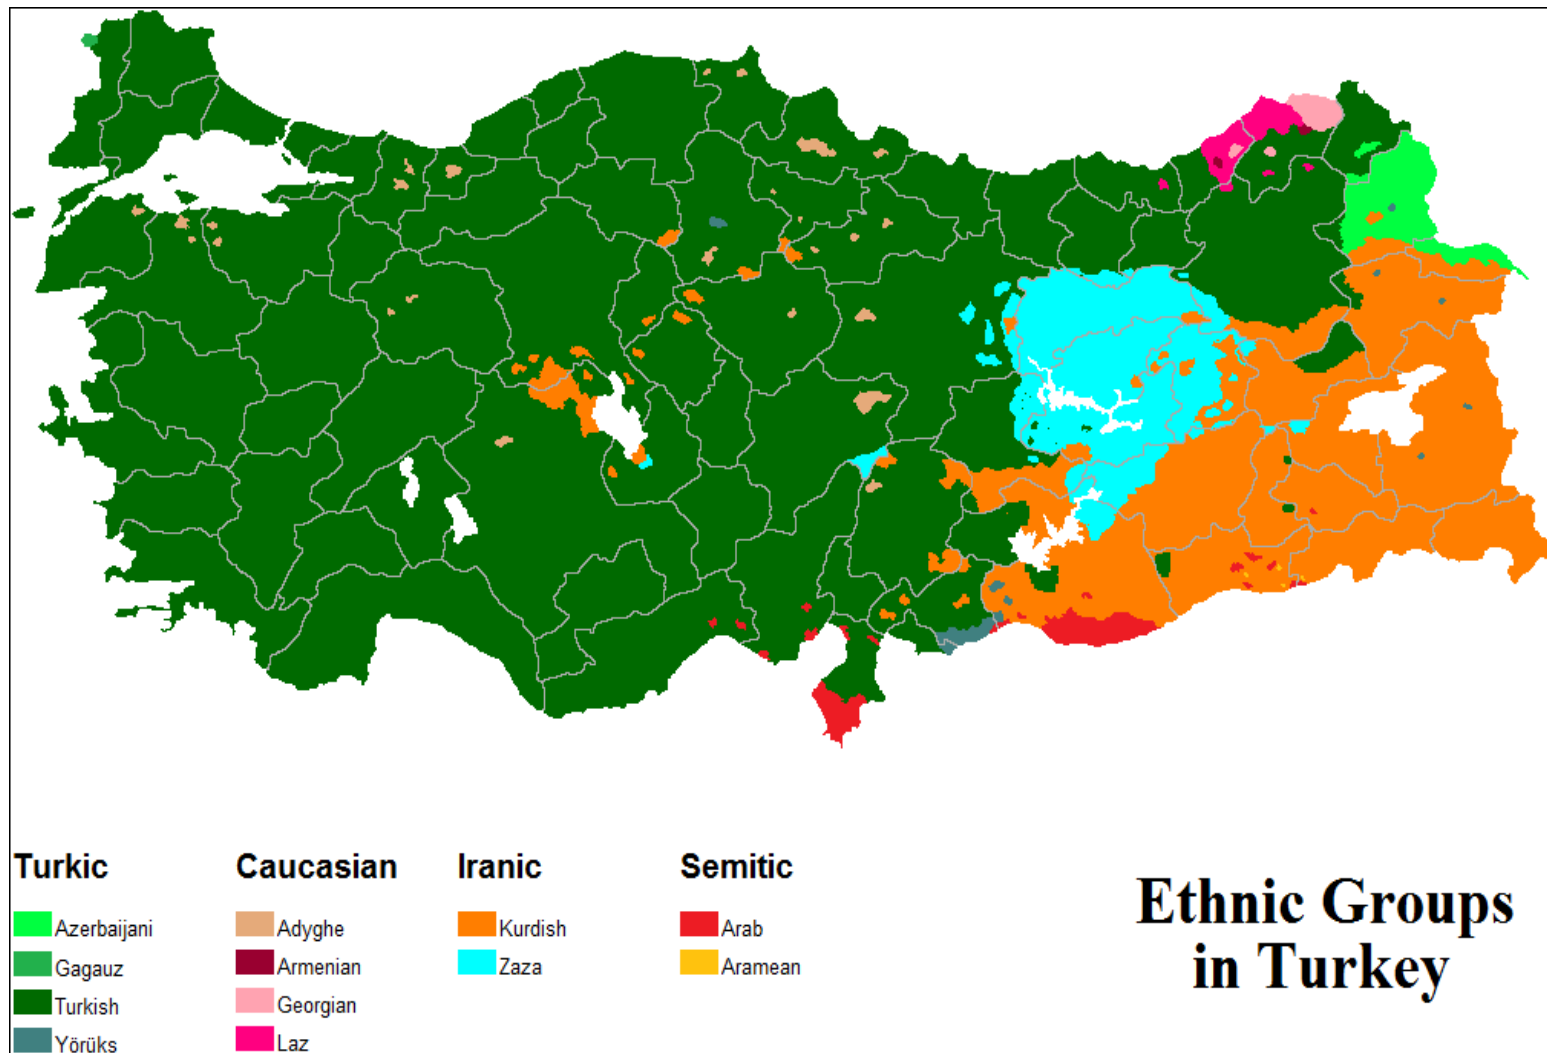 Turkic
Azerbaijani
Gagauz
Turkish
Yörüks
Caucasian
Adyghe
Armenian
Georgian
Laz
Iranic
Kurdish
Zaza
Semitic
Arab
Aramean
Ethnic Groups
in Turkey